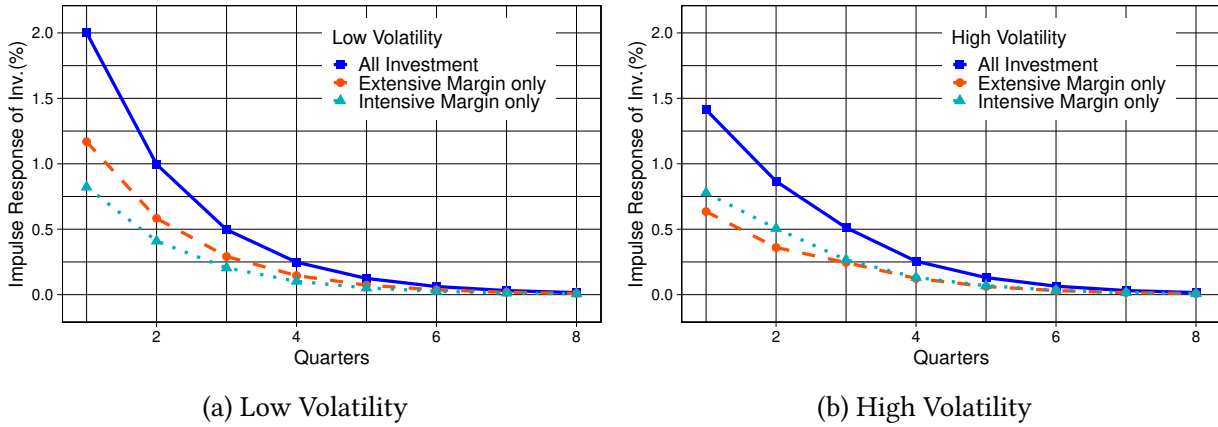 Impulse Response of Inv.(%)
2.0
1.5
1.0
0.5
0.0
Low Volatility
All Investment
Extensive Margin only
Intensive Margin only
2
4
6
8
Quarters
(a) Low Volatility
Impulse Response of Inv.(%)
2.0
1.5
1.0
0.5
0.0
High Volatility
All Investment
Extensive Margin only
Intensive Margin only
2
4
6
8
Quarters
(b) High Volatility